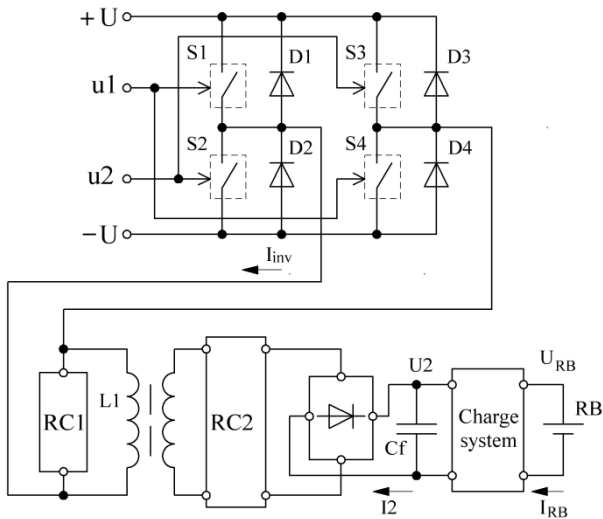 +U
S1
D1
S3
D3
u1
S2
D2
S4
D4
u2
−U
Iinv
L1
RC1
RC2
U2
Cf
Charge
system
URB
RB
I2
IRB